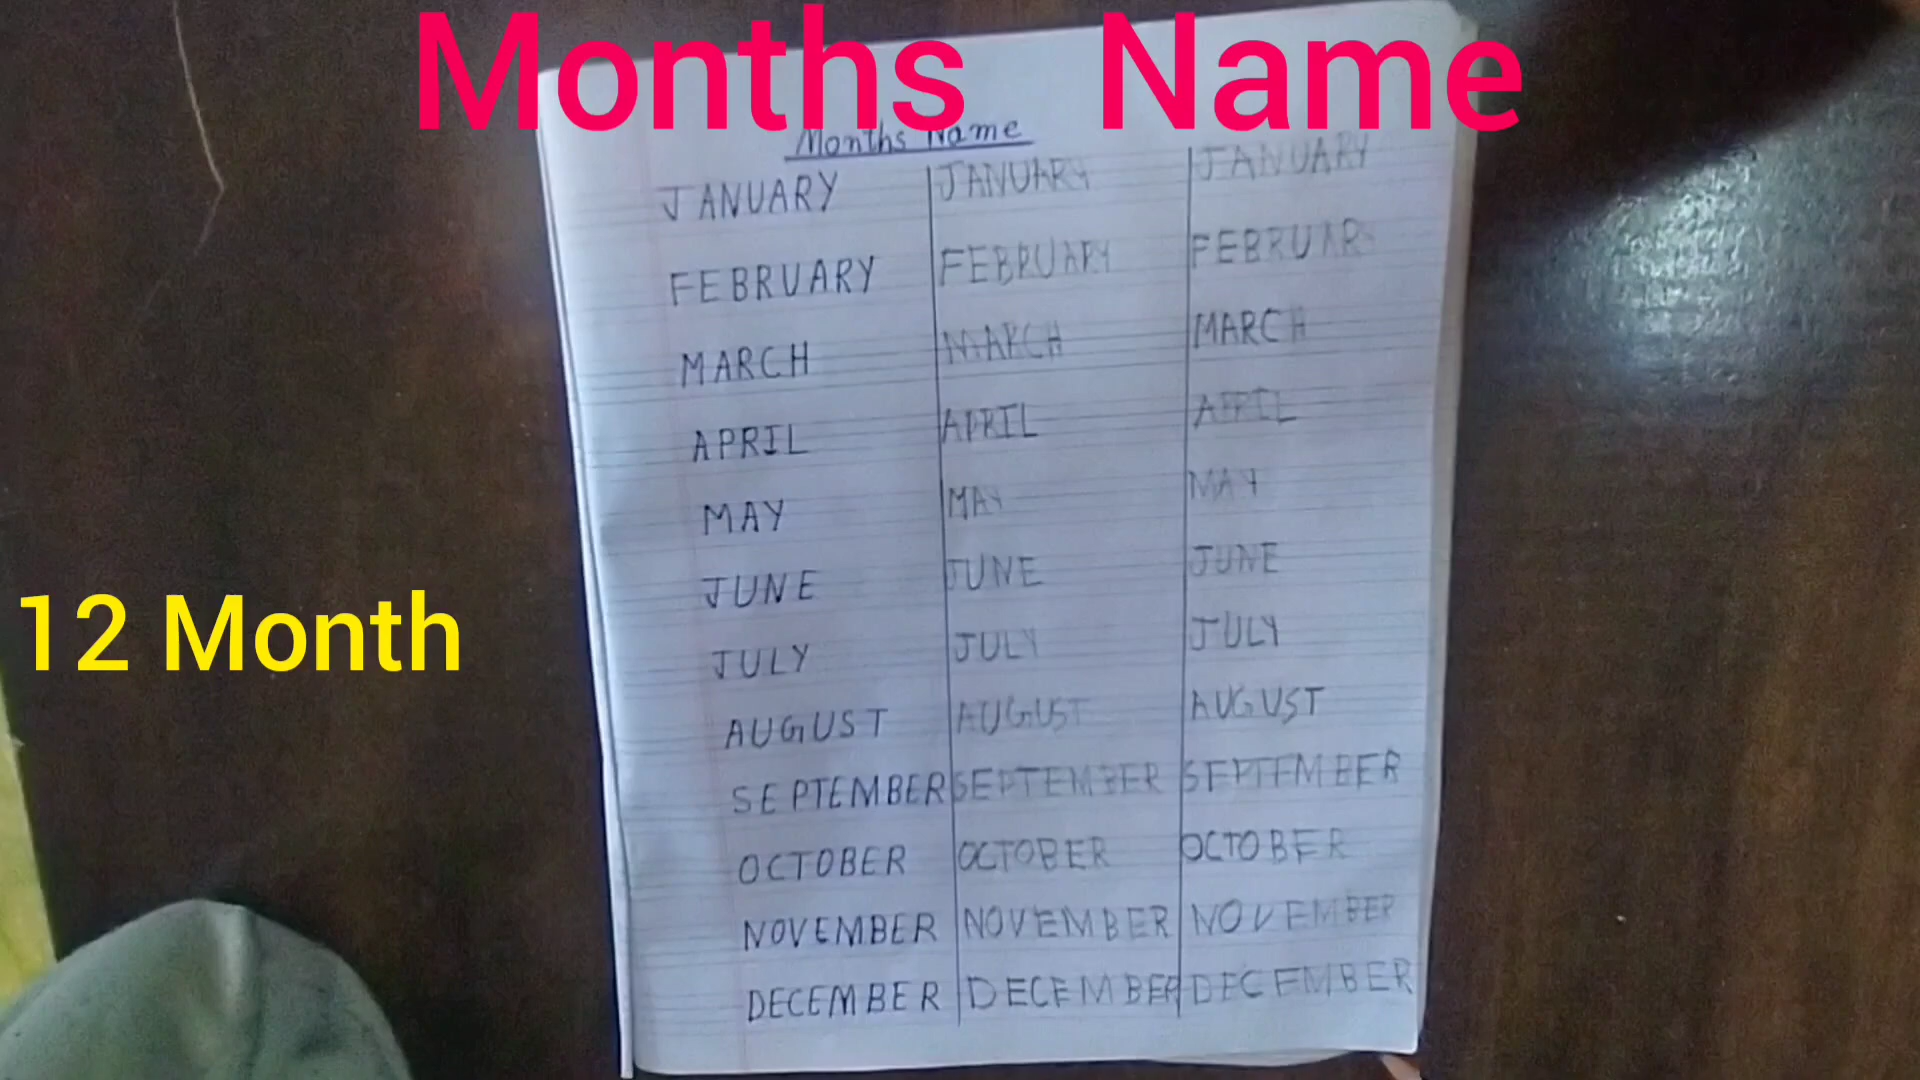 Months Name
Months Name
JANUARY JANUARY JANUARY
FEBRUARY FEBRUARY FEBRUAR
MARCH MARCH MARCH
APRIL APRIL APRIL
MAY MAY MAY
JUNE JUNE JUNE
12 Month
JULY JULY JULY
AUGUST AUGUST AUGUST
SEPTEMBER SEPTEMBER SEPTEMBER
OCTOBER OCTOBER OCTOBER
NOVEMBER NOVEMBER NOVEMBER
DECEMBER DECEMBER DECEMBER